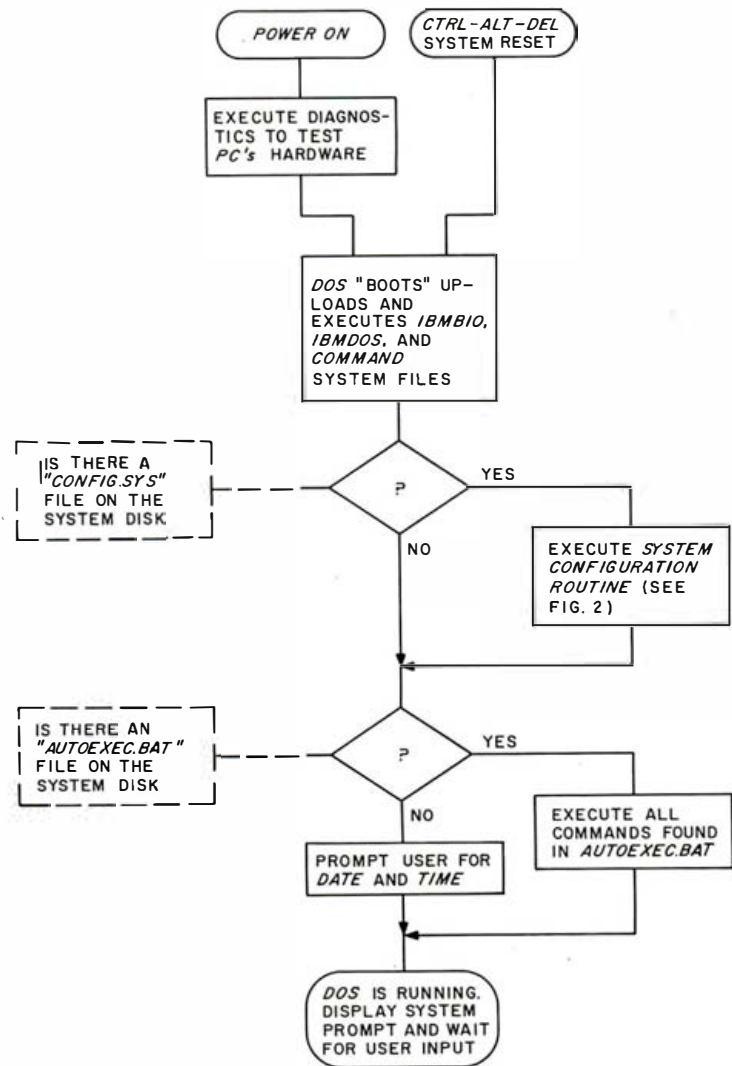 POWER ON
CTRL-ALT-DEL
SYSTEM RESET
EXECUTE DIAGNOS-
TICS TO TEST
PC's HARDWARE
DOS "BOOTS" UP-
LOADS AND
EXECUTES IBMBIO,
IBMDOS, AND
COMMAND
SYSTEM FILES
IS THERE A
"CONFIG.SYS"
FILE ON THE
SYSTEM DISK
?
YES
NO
EXECUTE SYSTEM
CONFIGURATION
ROUTINE (SEE
FIG. 2)
IS THERE AN
"AUTOEXEC.BAT"
FILE ON THE
SYSTEM DISK
?
YES
NO
EXECUTE ALL
COMMANDS FOUND
IN AUTOEXEC.BAT
PROMPT USER FOR
DATE AND TIME
DOS IS RUNNING.
DISPLAY SYSTEM
PROMPT AND WAIT
FOR USER INPUT